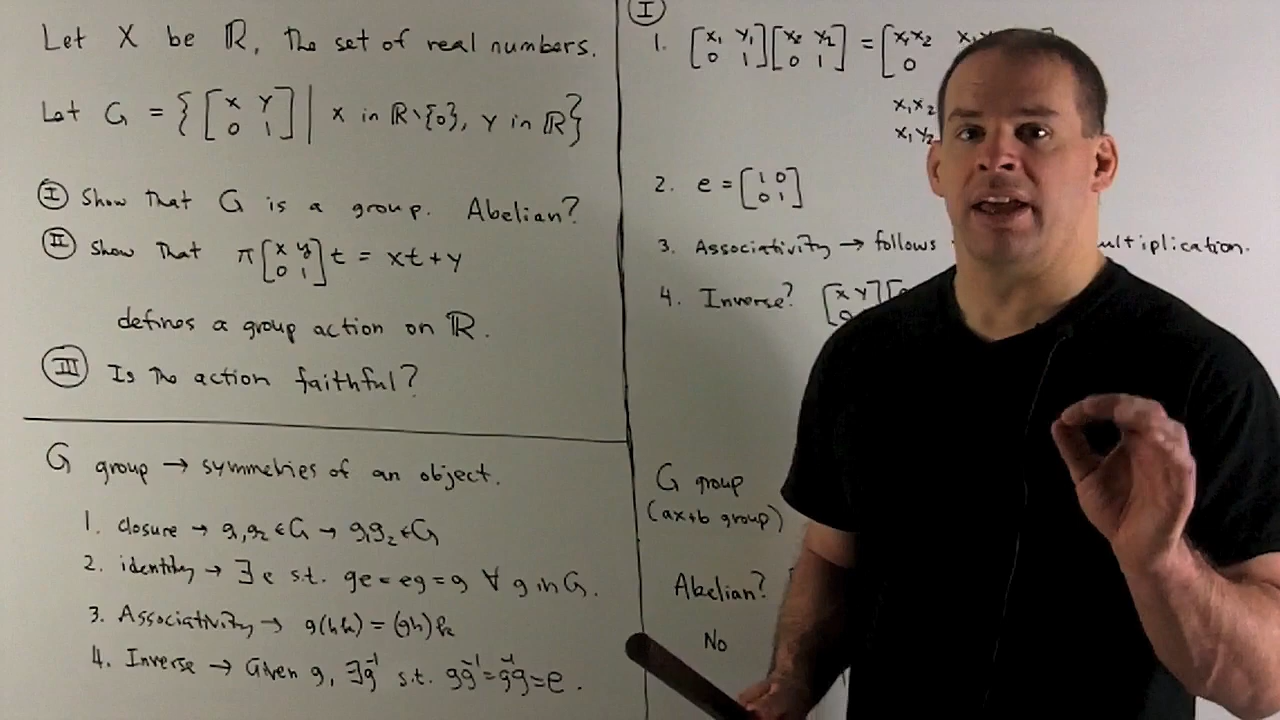 Let X be ℝ, the set of real numbers.
Let G = {[x y; 0 1] | x in ℝ\{0}, y in ℝ}
Ⓘ Show that G is a group. Abelian?
Ⓘ Ⓘ Show that π[x y; 0 1]t = xt+y
defines a group action on ℝ.
Ⓘ Ⓘ Ⓘ Is the action faithful?
G group → symmetries of an object.
1. closure → g₁, g₂ ∈ G → g₁g₂ ∈ G
2. identity → ∃ e s.t. ge = eg = g ∀ g in G.
3. Associativity → g(hk) = (gh)k
4. Inverse → Given g, ∃g⁻¹ s.t. gg⁻¹=g⁻¹g=e.
Ⓘ
1. [x₁ y₁; 0 1][x₂ y₂; 0 1] = [x₁x₂ x₁y₂; 0
x₁x₂
x₁y₂
2. e = [1 0; 0 1]
3. Associativity → follows multiplication.
4. Inverse? [x y; 0
G group
(ax+b group)
Abelian?
No